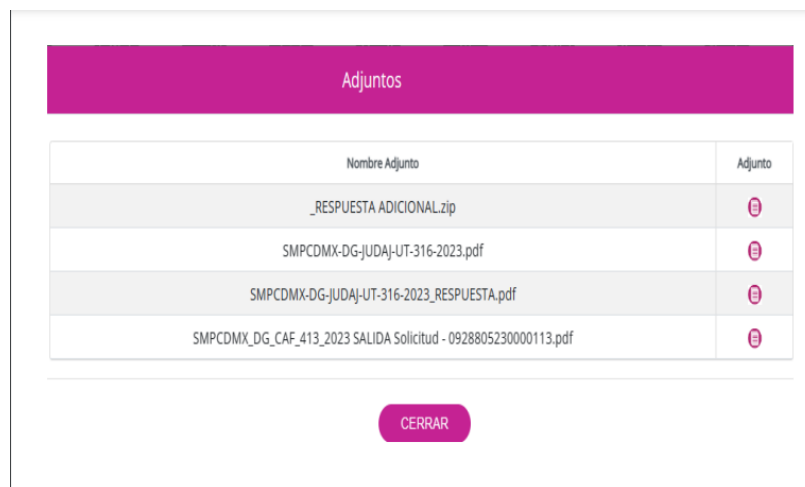 Adjuntos
Nombre Adjunto Adjunto
_RESPUESTA ADICIONAL.zip
SMPCDMX-DG-JUDAJ-UT-316-2023.pdf
SMPCDMX-DG-JUDAJ-UT-316-2023_RESPUESTA.pdf
SMPCDMX_DG_CAF_413_2023 SALIDA Solicitud - 0928805230000113.pdf
CERRAR